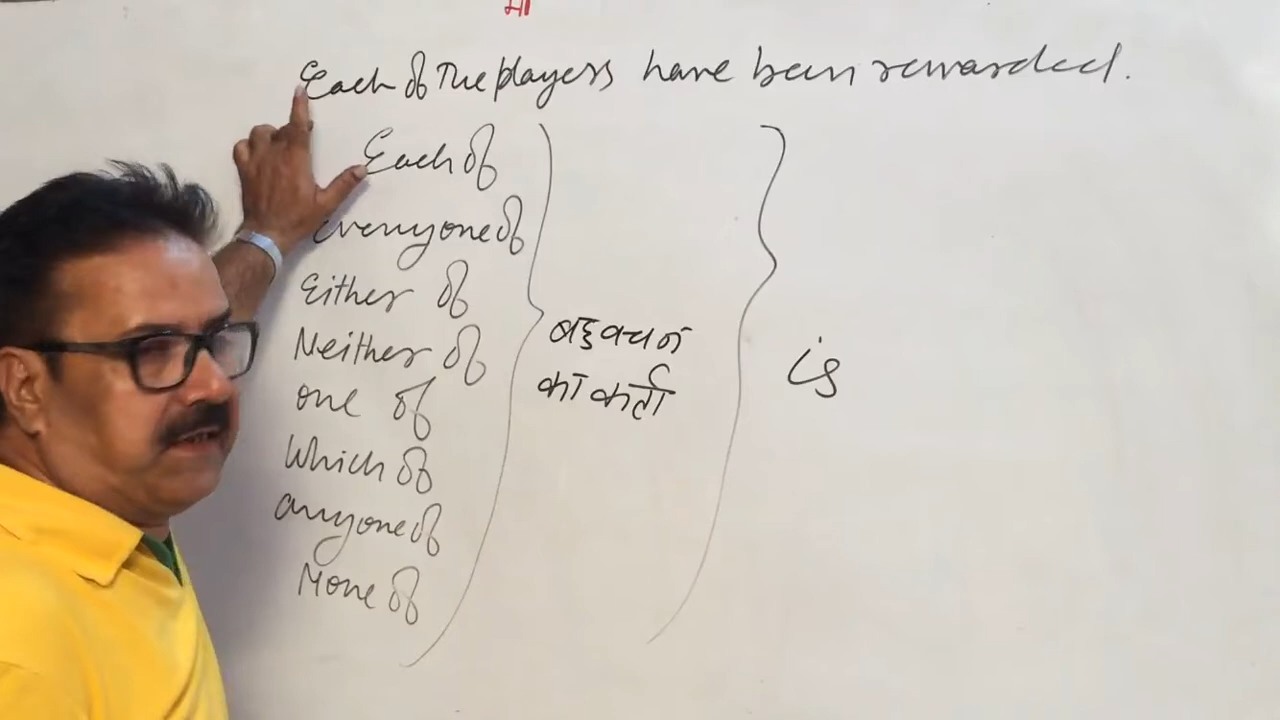 मा
Each of The players have been rewarded.
Each of
everyone of
Either of
Neither of
one of
Which of
anyone of
None of
बहुवचन
का कर्ता
is